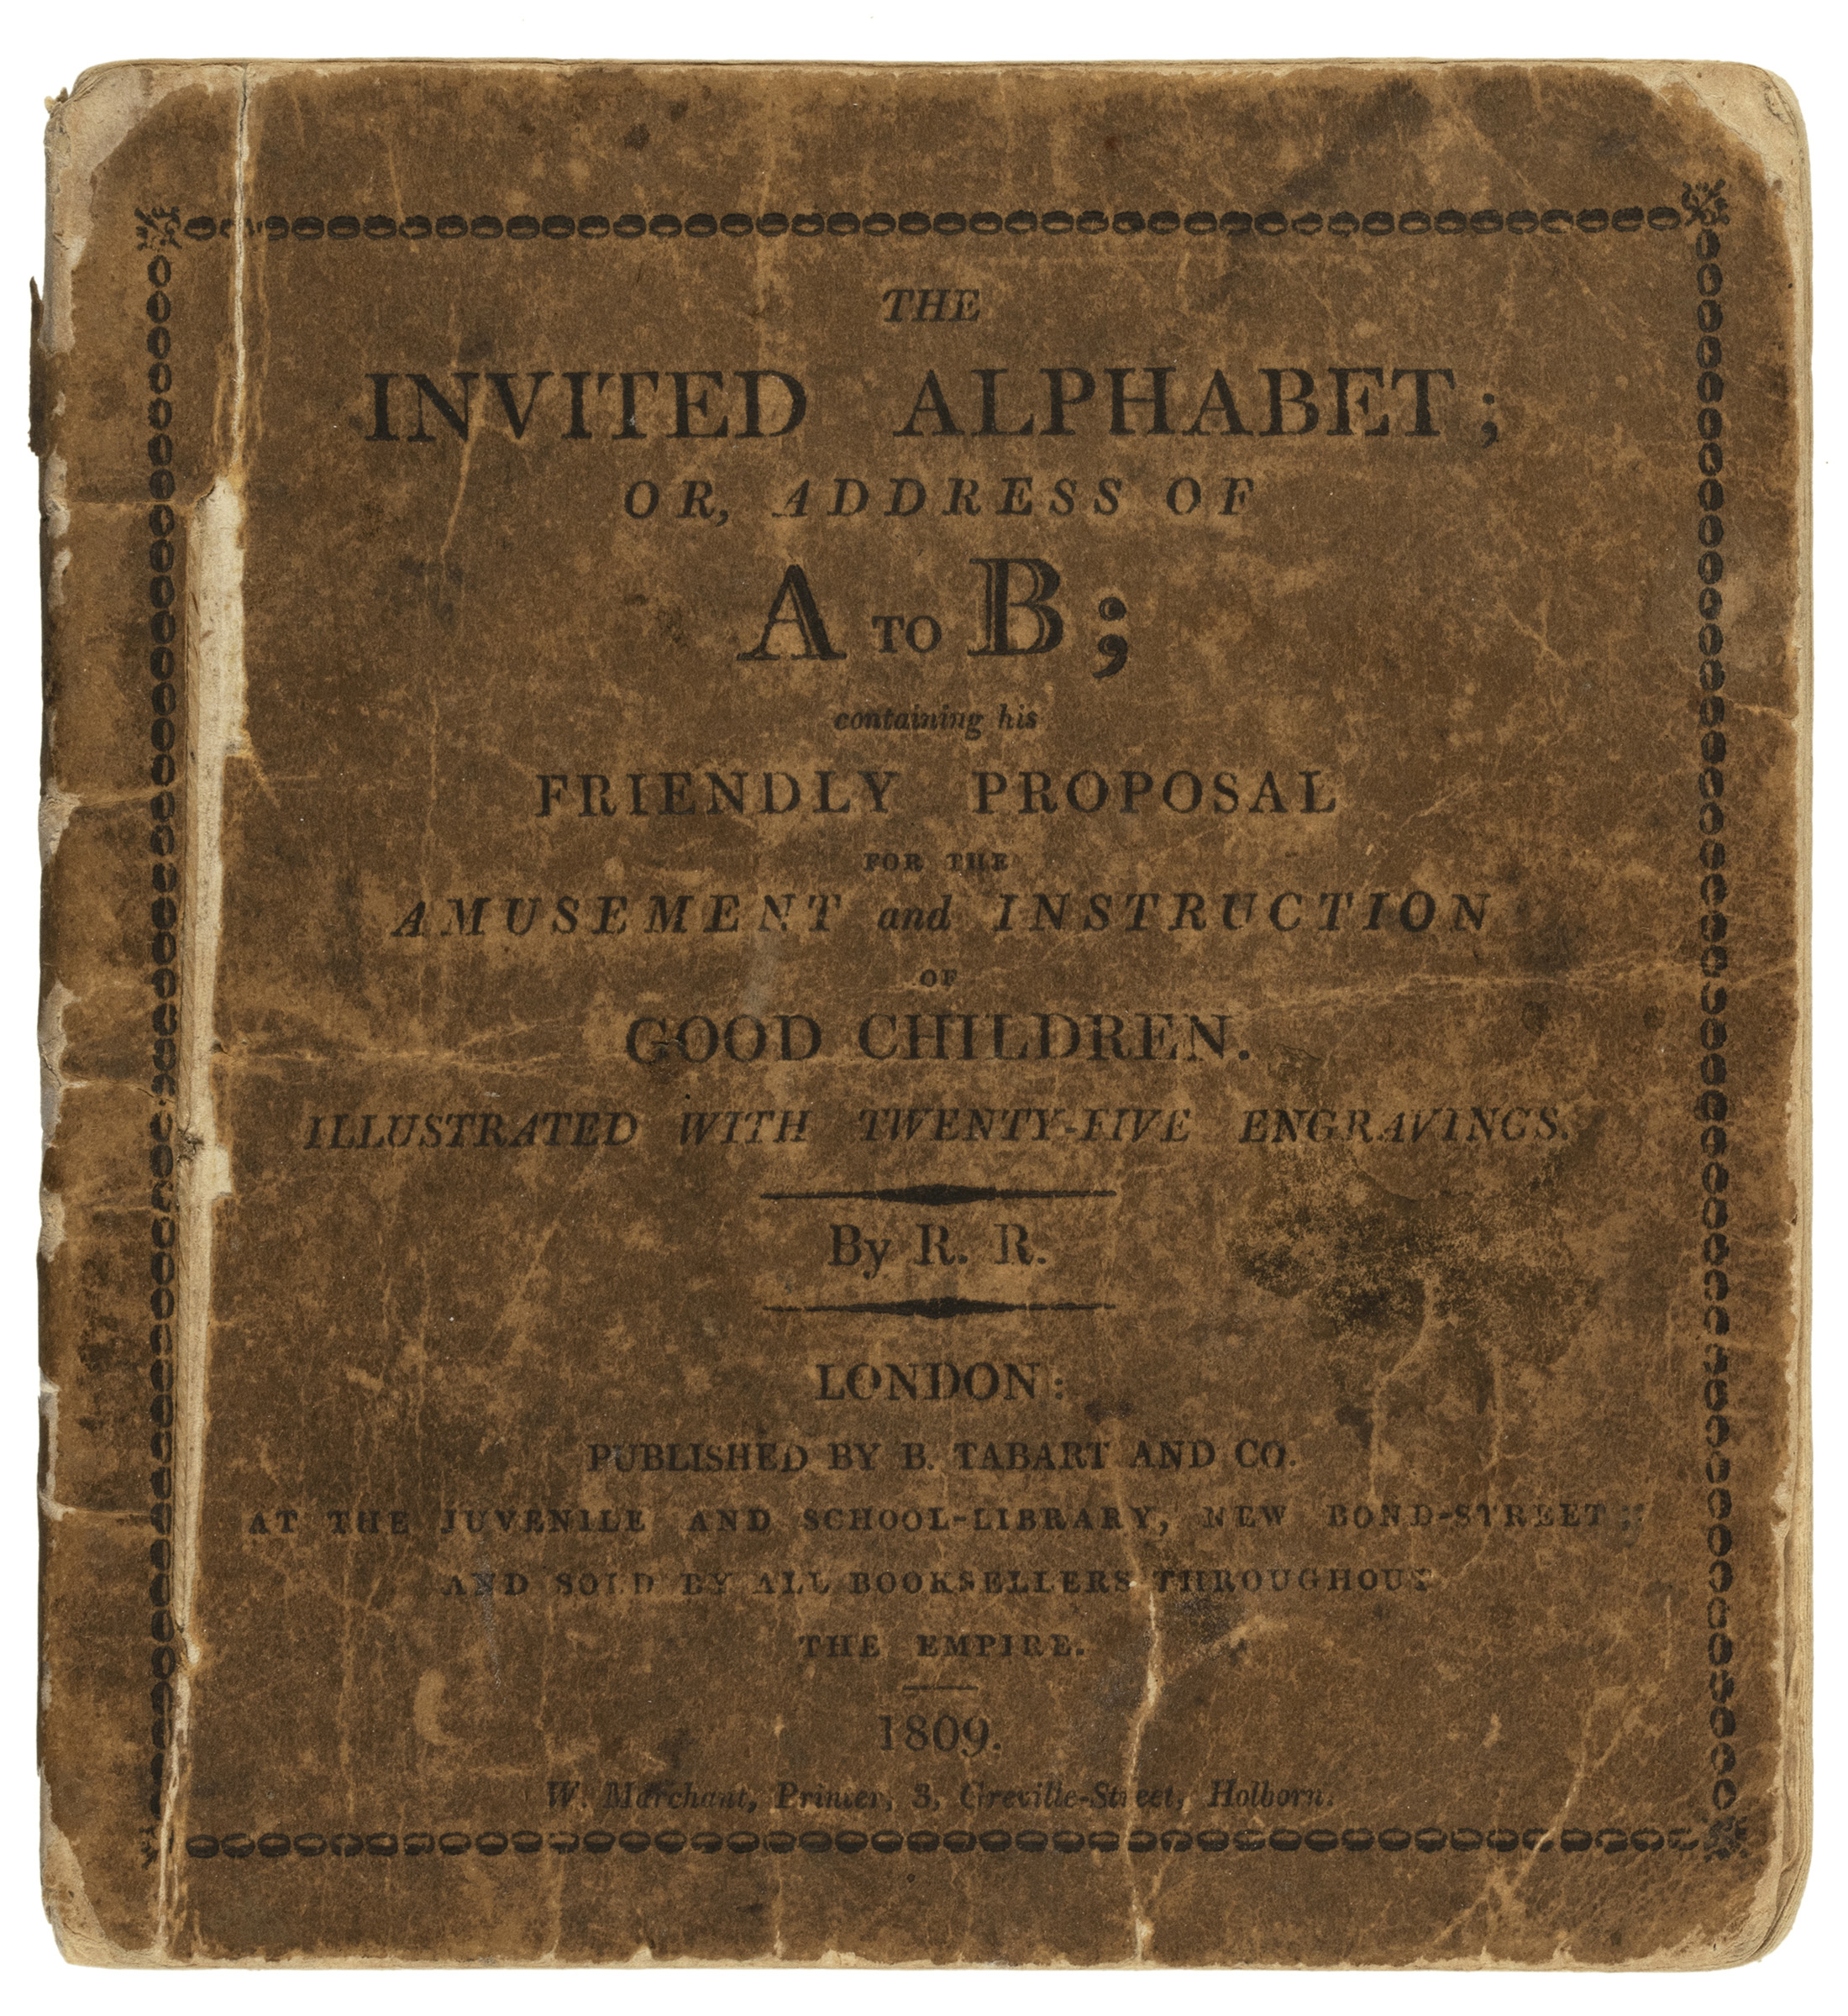 THE
INVITED ALPHABET;
OR, ADDRESS OF
A TO B;
containing his
FRIENDLY PROPOSAL
FOR THE
AMUSEMENT and INSTRUCTION
OF
GOOD CHILDREN.
ILLUSTRATED WITH TWENTY-FIVE ENGRAVINGS.
By R. R.
LONDON:
PUBLISHED BY B. TABART AND CO.
AT THE JUVENILE AND SCHOOL-LIBRARY, NEW BOND-STREET;
AND SOLD BY ALL BOOKSELLERS THROUGHOUT
THE EMPIRE.
1809.
W. Marchant, Printer, 3, Greville-Street, Holborn.